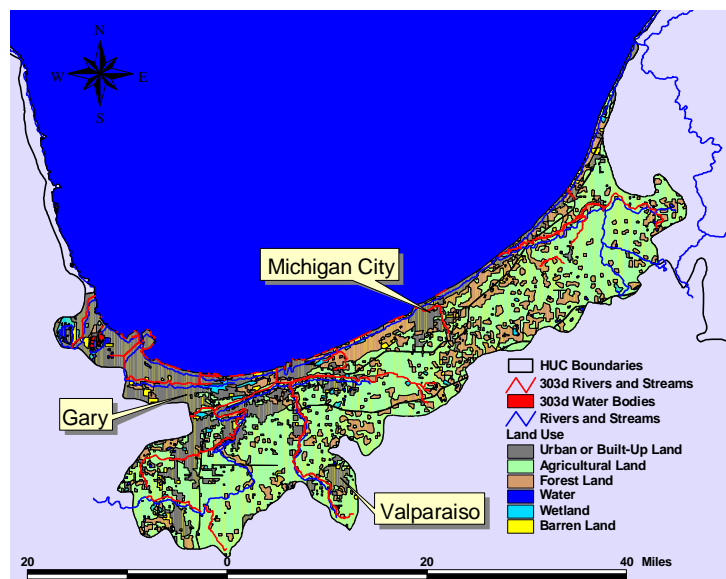 N
W E
S
Michigan City
Gary
Valparaiso
HUC Boundaries
303d Rivers and Streams
303d Water Bodies
Rivers and Streams
Land Use
Urban or Built-Up Land
Agricultural Land
Forest Land
Water
Wetland
Barren Land
20 0 20 40 Miles